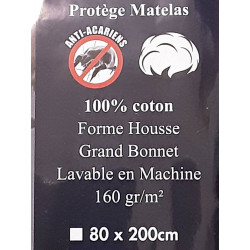 Protège Matelas
ANTI-ACARIENS
100% coton
Forme Housse
Grand Bonnet
Lavable en Machine
160 gr/m²
80 x 200cm